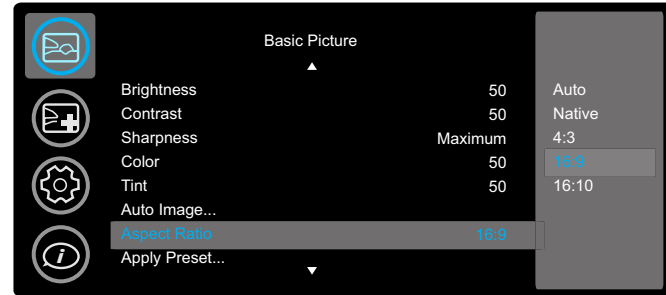 Basic Picture
Brightness 50
Contrast 50
Sharpness Maximum
Color 50
Tint 50
Auto Image...
Aspect Ratio 16:9
Apply Preset...
Auto
Native
4:3
16:9
16:10
i